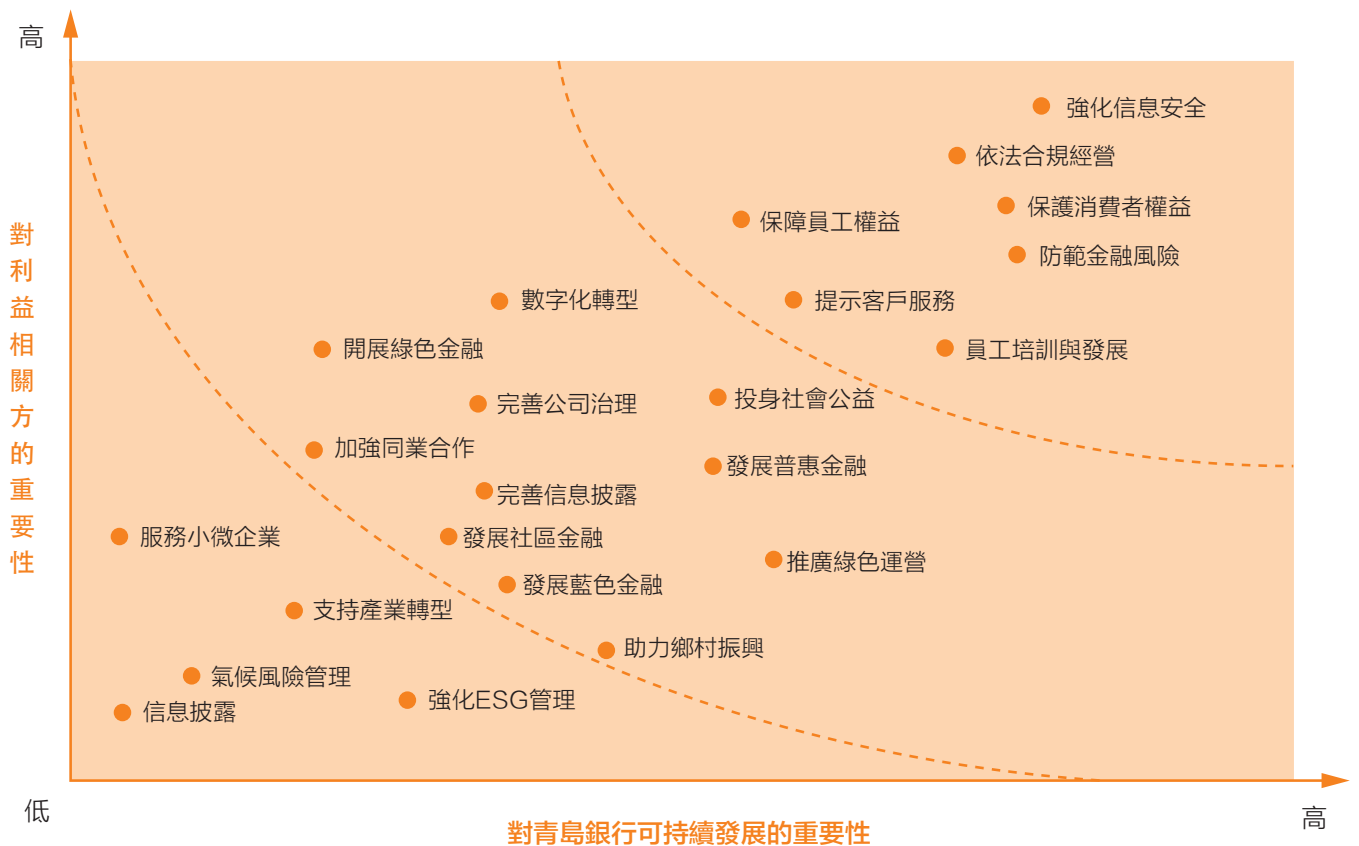 高
強化信息安全
依法合規經營
保護消費者權益
保障員工權益
防範金融風險
對利益相關方的重要性
數字化轉型
提示客戶服務
開展綠色金融
員工培訓與發展
完善公司治理
投身社會公益
加強同業合作
發展普惠金融
完善信息披露
服務小微企業
發展社區金融
推廣綠色運營
發展藍色金融
支持產業轉型
助力鄉村振興
氣候風險管理
強化ESG管理
信息披露
低
高
對青島銀行可持續發展的重要性